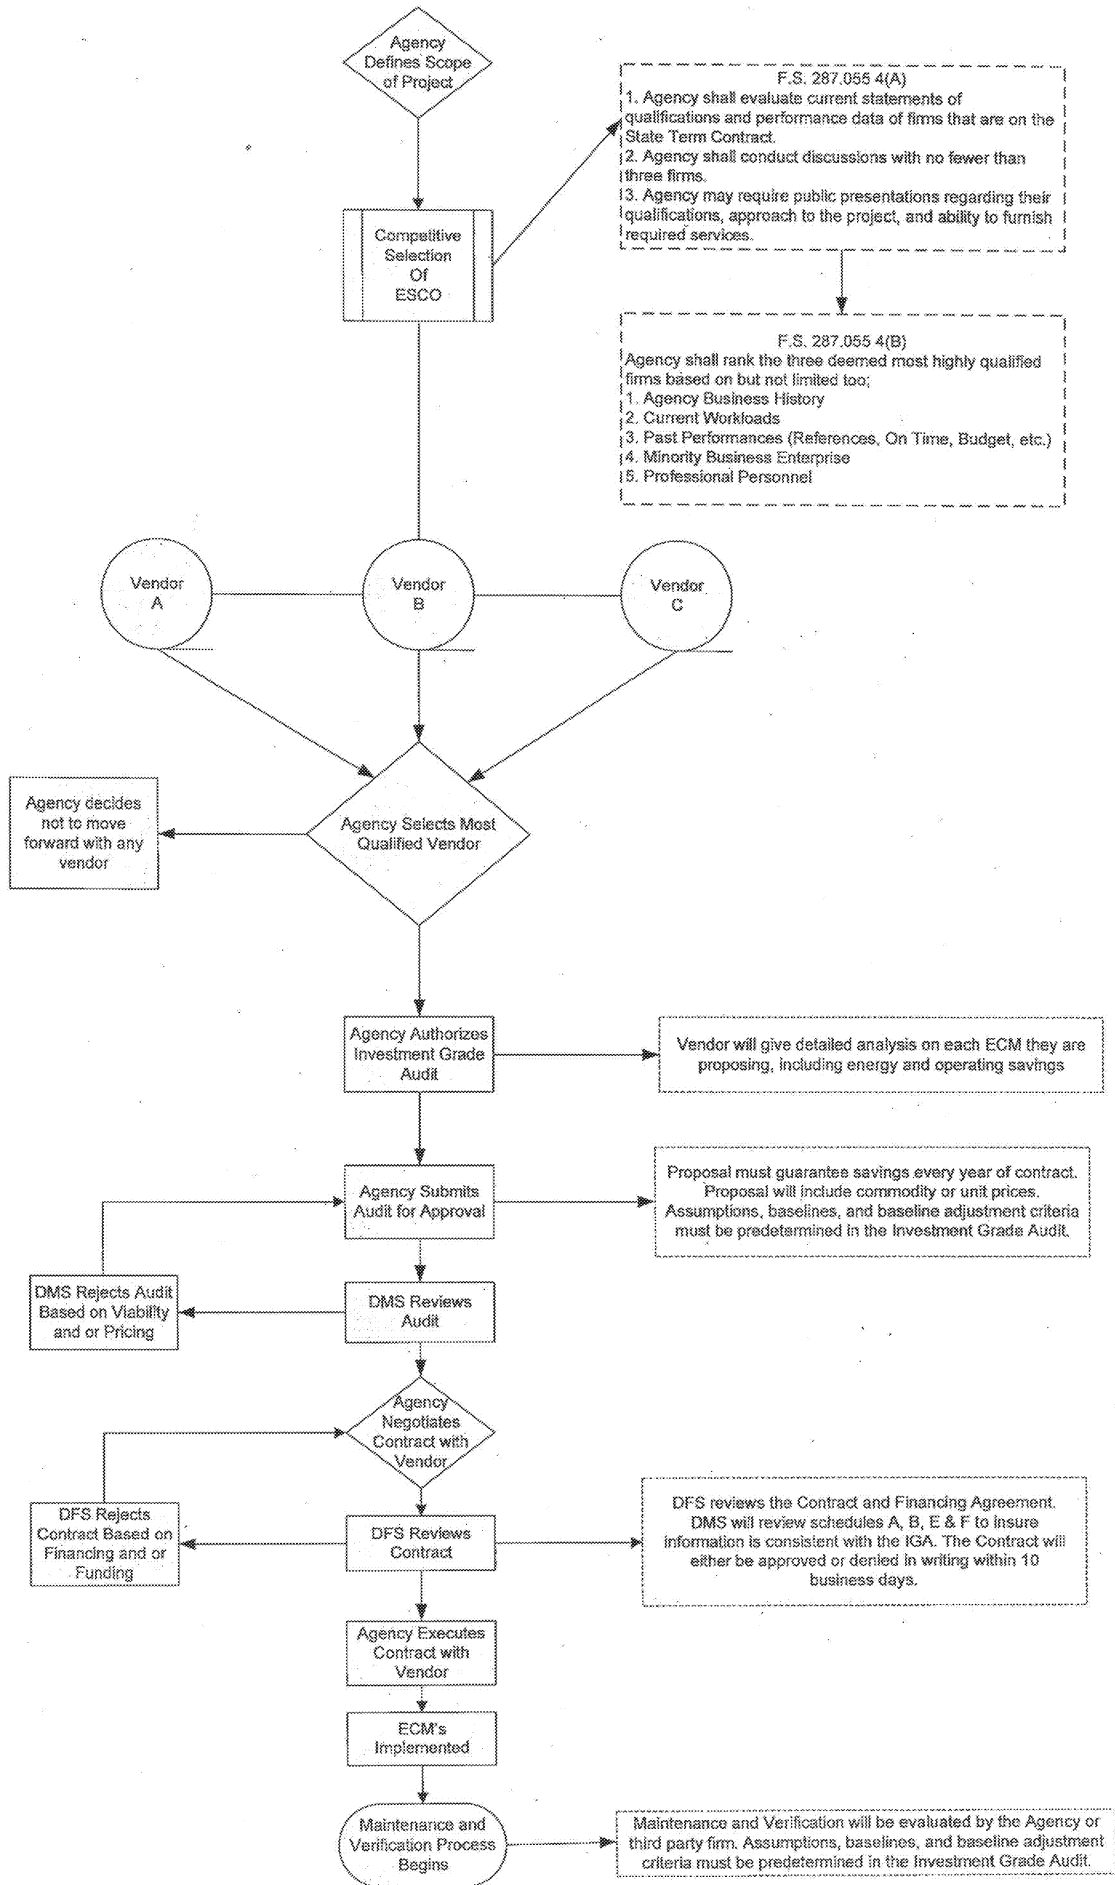 Agency
Defines Scope
of Project
F.S. 287.055 4(A)
1. Agency shall evaluate current statements of
qualifications and performance data of firms that are on the
State Term Contract.
2. Agency shall conduct discussions with no fewer than
three firms.
3. Agency may require public presentations regarding their
qualifications, approach to the project, and ability to furnish
required services.
Competitive
Selection
Of
ESCO
F.S. 287.055 4(B)
Agency shall rank the three deemed most highly qualified
firms based on but not limited too;
1. Agency Business History
2. Current Workloads
3. Past Performances (References, On Time, Budget, etc.)
4. Minority Business Enterprise
5. Professional Personnel
Vendor
A
Vendor
B
Vendor
C
Agency decides
not to move
forward with any
vendor
Agency Selects Most
Qualified Vendor
Agency Authorizes
Investment Grade
Audit
Vendor will give detailed analysis on each ECM they are
proposing, including energy and operating savings
Agency Submits
Audit for Approval
Proposal must guarantee savings every year of contract.
Proposal will include commodity or unit prices.
Assumptions, baselines, and baseline adjustment criteria
must be predetermined in the Investment Grade Audit.
DMS Rejects Audit
Based on Viability
and or Pricing
DMS Reviews
Audit
Agency
Negotiates
Contract with
Vendor
DFS Rejects
Contract Based on
Financing and or
Funding
DFS Reviews
Contract
DFS reviews the Contract and Financing Agreement.
DMS will review schedules A, B, E & F to insure
information is consistent with the IGA. The Contract will
either be approved or denied in writing within 10
business days.
Agency Executes
Contract with
Vendor
ECM's
Implemented
Maintenance and
Verification Process
Begins
Maintenance and Verification will be evaluated by the Agency or
third party firm. Assumptions, baselines, and baseline adjustment
criteria must be predetermined in the Investment Grade Audit.